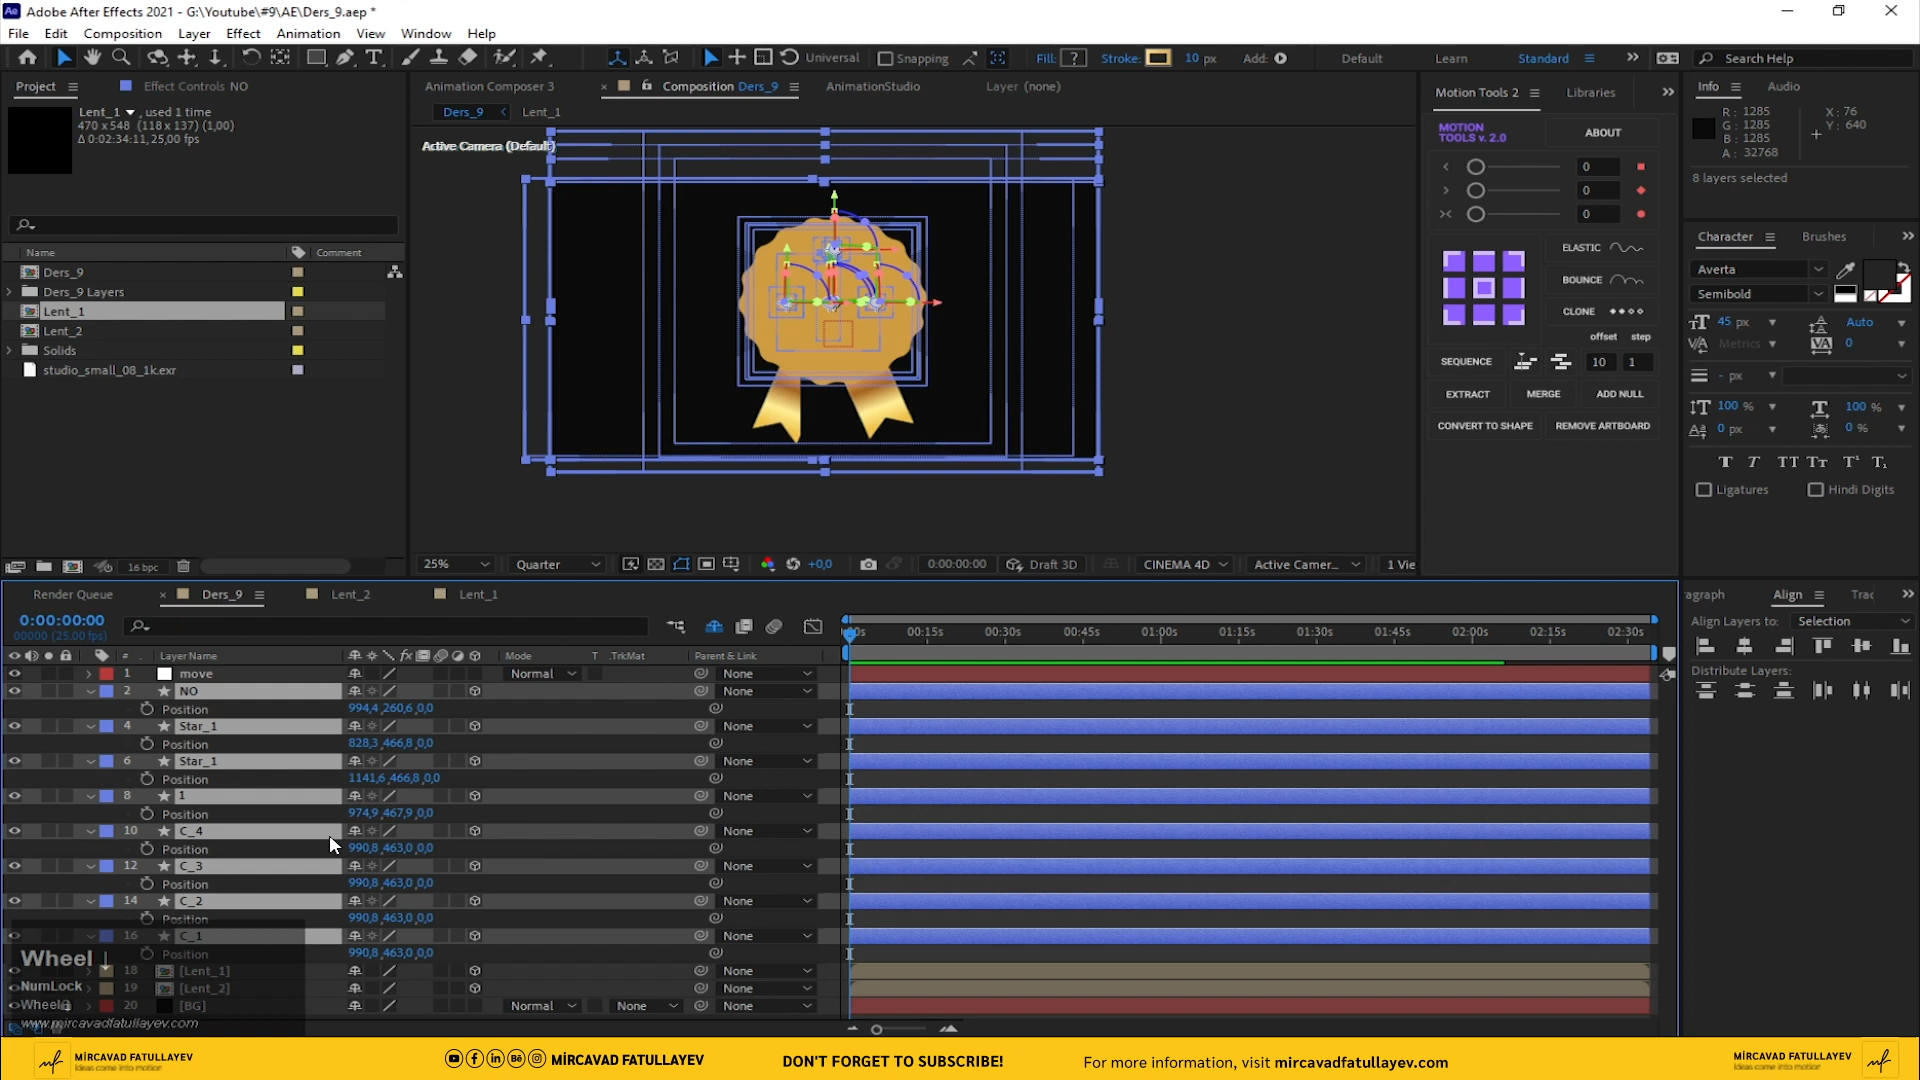 Adobe After Effects 2021 - G:\Youtube\#9\AE\Ders_9.aep *
File Edit Composition Layer Effect Animation View Window Help
Universal Snapping Fill: ? Stroke: 10 px Add: Default Learn Standard Search Help
Project Effect Controls NO
Lent_1 , used 1 time
470 x 548 (118 x 137) (1,00)
Δ 0:02:34:11, 25,00 fps
Name Comment
Ders_9
Ders_9 Layers
Lent_1
Lent_2
Solids
studio_small_08_1k.exr
16 bpc
Animation Composer 3 Composition Ders_9 AnimationStudio Layer (none)
Ders_9 Lent_1
Active Camera (Default)
25% Quarter +0,0 0:00:00:00 Draft 3D CINEMA 4D Active Camer... 1 Vie
Motion Tools 2 Libraries
MOTION TOOLS v. 2.0 ABOUT
0
0
0
ELASTIC
BOUNCE
CLONE
offset step
SEQUENCE 10 1
EXTRACT MERGE ADD NULL
CONVERT TO SHAPE REMOVE ARTBOARD
Info Audio
R : 1285 X : 76
G : 1285 Y : 640
B : 1285
A : 32768
8 layers selected
Character Brushes
Averta
Semibold
45 px Auto
Metrics 0
- px
100 % 100 %
0 px 0 %
T T TT Tт T¹ T₁
Ligatures Hindi Digits
Render Queue Ders_9 Lent_2 Lent_1
0:00:00:00
00000 (25.00 fps)
00s 00:15s 00:30s 00:45s 01:00s 01:15s 01:30s 01:45s 02:00s 02:15s 02:30s
# Layer Name Mode T .TrkMat Parent & Link
1 move Normal None
2 NO None
Position 994,4 ,260,6 ,0,0
4 Star_1 None
Position 828,3 ,466,8 ,0,0
6 Star_1 None
Position 1141,6 ,466,8 ,0,0
8 1 None
Position 974,9 ,467,9 ,0,0
10 C_4 None
Position 990,8 ,463,0 ,0,0
12 C_3 None
Position 990,8 ,463,0 ,0,0
14 C_2 None
Position 990,8 ,463,0 ,0,0
16 C_1 None
Position 990,8 ,463,0 ,0,0
18 [Lent_1] None
19 [Lent_2] None
20 [BG] Normal None None
Wheel ↓
NumLock
Wheel
www.mircavadfatullayev.com
aragraph Align Trac
Align Layers to: Selection
Distribute Layers:
mf MİRCAVAD FATULLAYEV
Ideas come into motion
MİRCAVAD FATULLAYEV
DON'T FORGET TO SUBSCRIBE!
For more information, visit mircavadfatullayev.com
MİRCAVAD FATULLAYEV
Ideas come into motion
mf